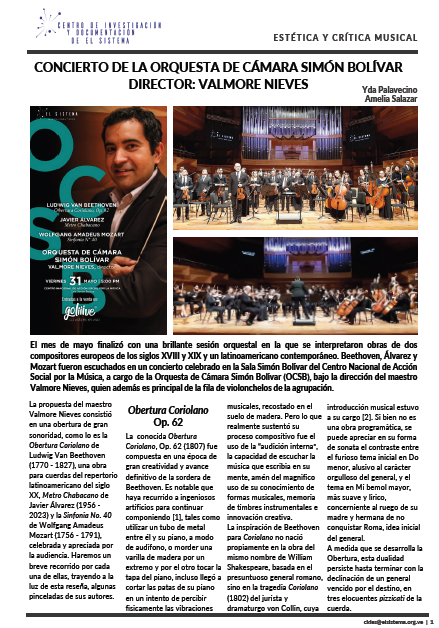 CENTRO DE INVESTIGACIÓN
Y DOCUMENTACIÓN
DE EL SISTEMA
ESTÉTICA Y CRÍTICA MUSICAL
CONCIERTO DE LA ORQUESTA DE CÁMARA SIMÓN BOLÍVAR
DIRECTOR: VALMORE NIEVES
Yda Palavecino
Amelia Salazar
EL SISTEMA
OCS
LUDWIG VAN BEETHOVEN
Obertura Coriolano, Op. 62
JAVIER ÁLVAREZ
Metro Chabacano
WOLFGANG AMADEUS MOZART
Sinfonía N° 40
ORQUESTA DE CÁMARA
SIMÓN BOLÍVAR
VALMORE NIEVES, director
VIERNES 31 MAYO 5:00 PM
Entradas a la venta en
goliiive
El mes de mayo finalizó con una brillante sesión orquestal en la que se interpretaron obras de dos
compositores europeos de los siglos XVIII y XIX y un latinoamericano contemporáneo. Beethoven, Álvarez y
Mozart fueron escuchados en un concierto celebrado en la Sala Simón Bolívar del Centro Nacional de Acción
Social por la Música, a cargo de la Orquesta de Cámara Simón Bolívar (OCSB), bajo la dirección del maestro
Valmore Nieves, quien además es principal de la fila de violonchelos de la agrupación.
La propuesta del maestro
Valmore Nieves consistió
en una obertura de gran
sonoridad, como lo es la
Obertura Coriolano de
Ludwig Van Beethoven
(1770 - 1827), una obra
para cuerdas del repertorio
latinoamericano del siglo
XX, Metro Chabacano de
Javier Álvarez (1956 -
2023) y la Sinfonía No. 40
de Wolfgang Amadeus
Mozart (1756 - 1791),
celebrada y apreciada por
la audiencia. Haremos un
breve recorrido por cada
una de ellas, trayendo a la
luz de esta reseña, algunas
pinceladas de sus autores.
Obertura Coriolano
Op. 62
La conocida Obertura
Coriolano, Op. 62 (1807) fue
compuesta en una época de
gran creatividad y avance
definitivo de la sordera de
Beethoven. Es notable que
haya recurrido a ingeniosos
artificios para continuar
componiendo [1], tales como
utilizar un tubo de metal
entre él y su piano, a modo
de audífono, o morder una
varilla de madera por un
extremo y por el otro tocar la
tapa del piano, incluso llegó a
cortar las patas de su piano
en un intento de percibir
físicamente las vibraciones
musicales, recostado en el
suelo de madera. Pero lo que
realmente sustentó su
proceso compositivo fue el
uso de la "audición interna",
la capacidad de escuchar la
música que escribía en su
mente, amén del magnífico
uso de su conocimiento de
formas musicales, memoria
de timbres instrumentales e
innovación creativa.
La inspiración de Beethoven
para Coriolano no nació
propiamente en la obra del
mismo nombre de William
Shakespeare, basada en el
presuntuoso general romano,
sino en la tragedia Coriolano
(1802) del jurista y
dramaturgo von Collin, cuya
introducción musical estuvo
a su cargo [2]. Si bien no es
una obra programática, se
puede apreciar en su forma
de sonata el contraste entre
el furioso tema inicial en Do
menor, alusivo al carácter
orgulloso del general, y el
tema en Mi bemol mayor,
más suave y lírico,
concerniente al ruego de su
madre y hermana de no
conquistar Roma, idea inicial
del general.
A medida que se desarrolla la
Obertura, esta dualidad
persiste hasta terminar con la
declinación de un general
vencido por el destino, en
tres elocuentes pizzicati de la
cuerda.
cides@elsistema.org.ve | 1